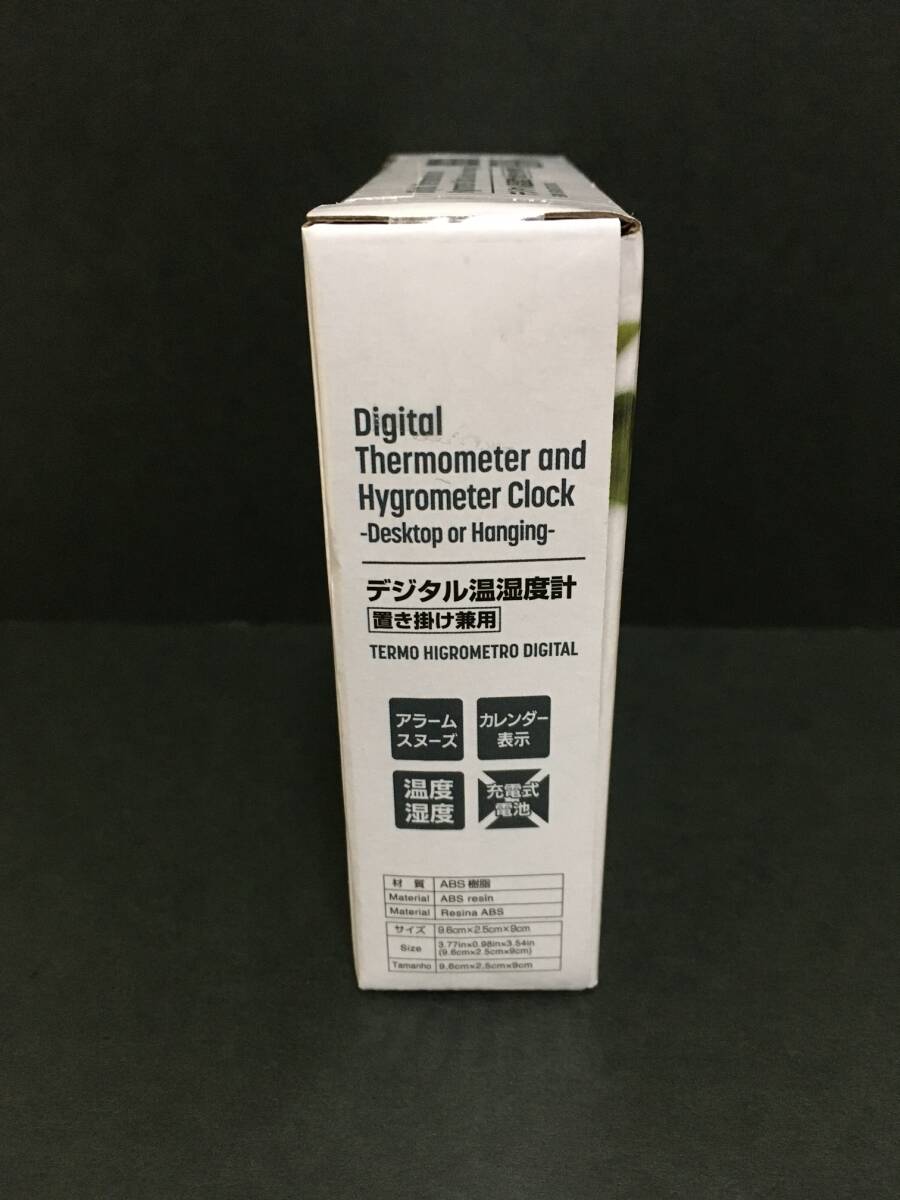 Digital
Thermometer and
Hygrometer Clock
-Desktop or Hanging-
デジタル温湿度計
置き掛け兼用
TERMO HIGROMETRO DIGITAL
アラーム
スヌーズ
カレンダー
表示
温度
湿度
充電式
電池
材 質 ABS 樹脂
Material ABS resin
Material Resina ABS
サイズ 9.6cm×2.5cm×9cm
Size 3.77in×0.98in×3.54in
(9.6cm×2.5cm×9cm)
Tamanho 9.6cm×2.5cm×9cm